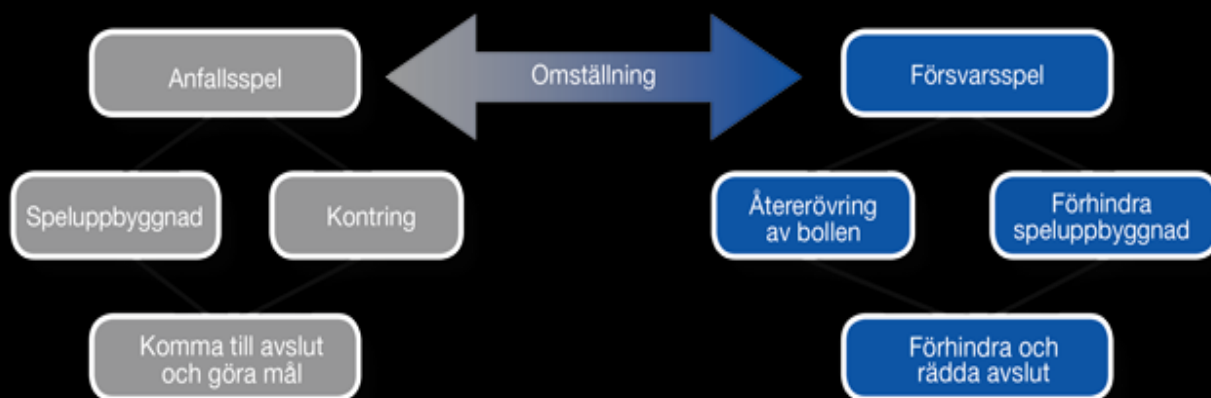 Anfallsspel
Omställning
Försvarsspel
Speluppbyggnad
Kontring
Återerövring
av bollen
Förhindra
speluppbyggnad
Komma till avslut
och göra mål
Förhindra och
rädda avslut